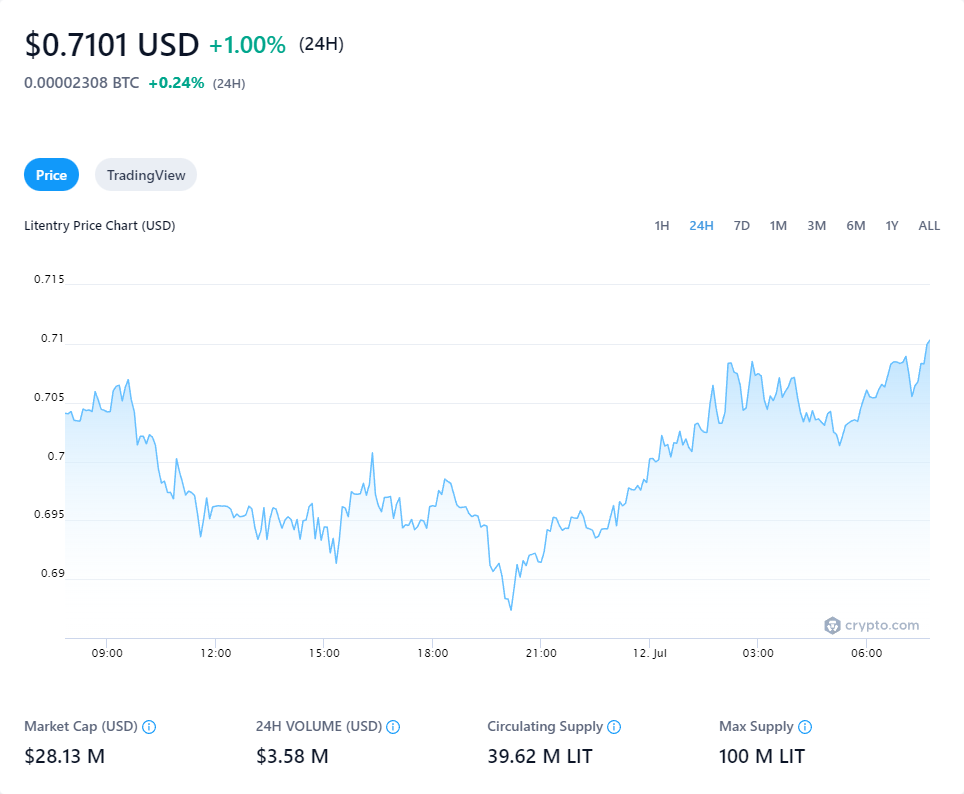 $0.7101 USD +1.00% (24H)
0.00002308 BTC +0.24% (24H)
Price TradingView
Litentry Price Chart (USD) 1H 24H 7D 1M 3M 6M 1Y ALL
0.715
0.71
0.705
0.7
0.695
0.69
crypto.com
09:00 12:00 15:00 18:00 21:00 12. Jul 03:00 06:00
Market Cap (USD) 24H VOLUME (USD) Circulating Supply Max Supply
$28.13 M $3.58 M 39.62 M LIT 100 M LIT